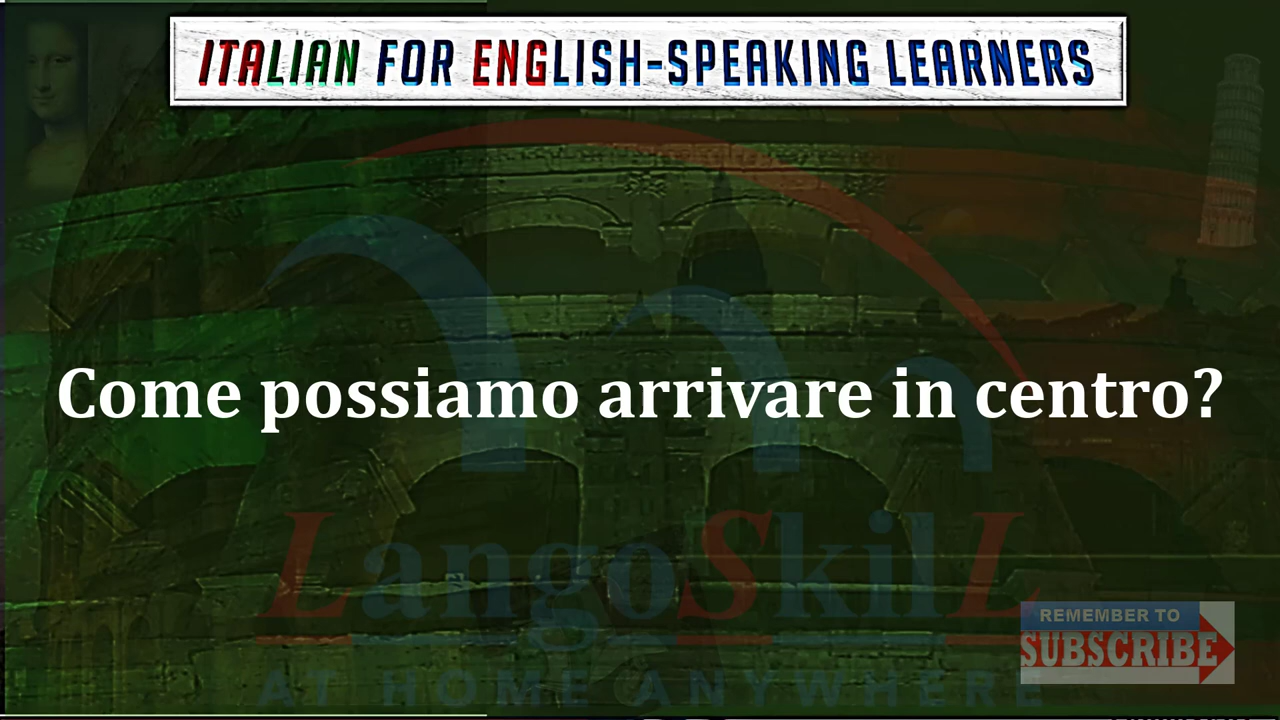 ITALIAN FOR ENGLISH-SPEAKING LEARNERS
Come possiamo arrivare in centro?
LangoSkilL
REMEMBER TO
SUBSCRIBE
AT HOME ANYWHERE